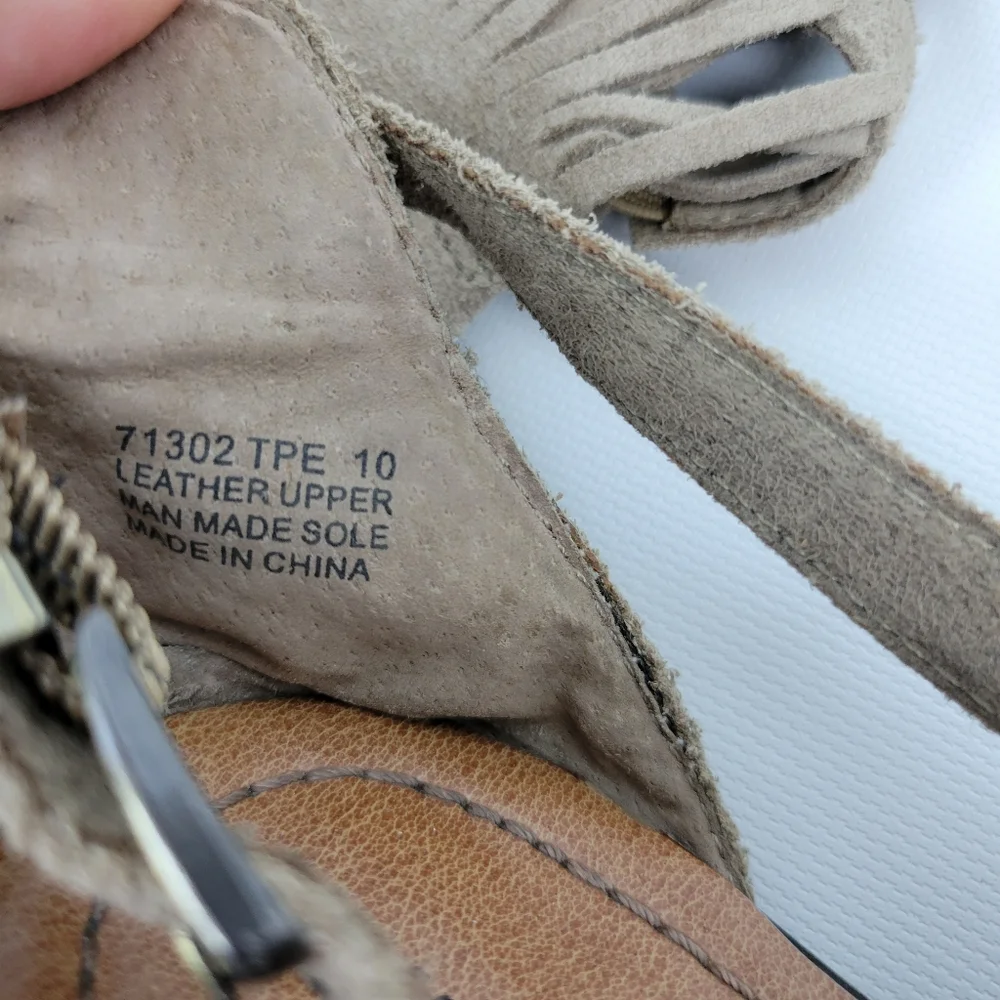 71302 TPE 10
LEATHER UPPER
MAN MADE SOLE
MADE IN CHINA